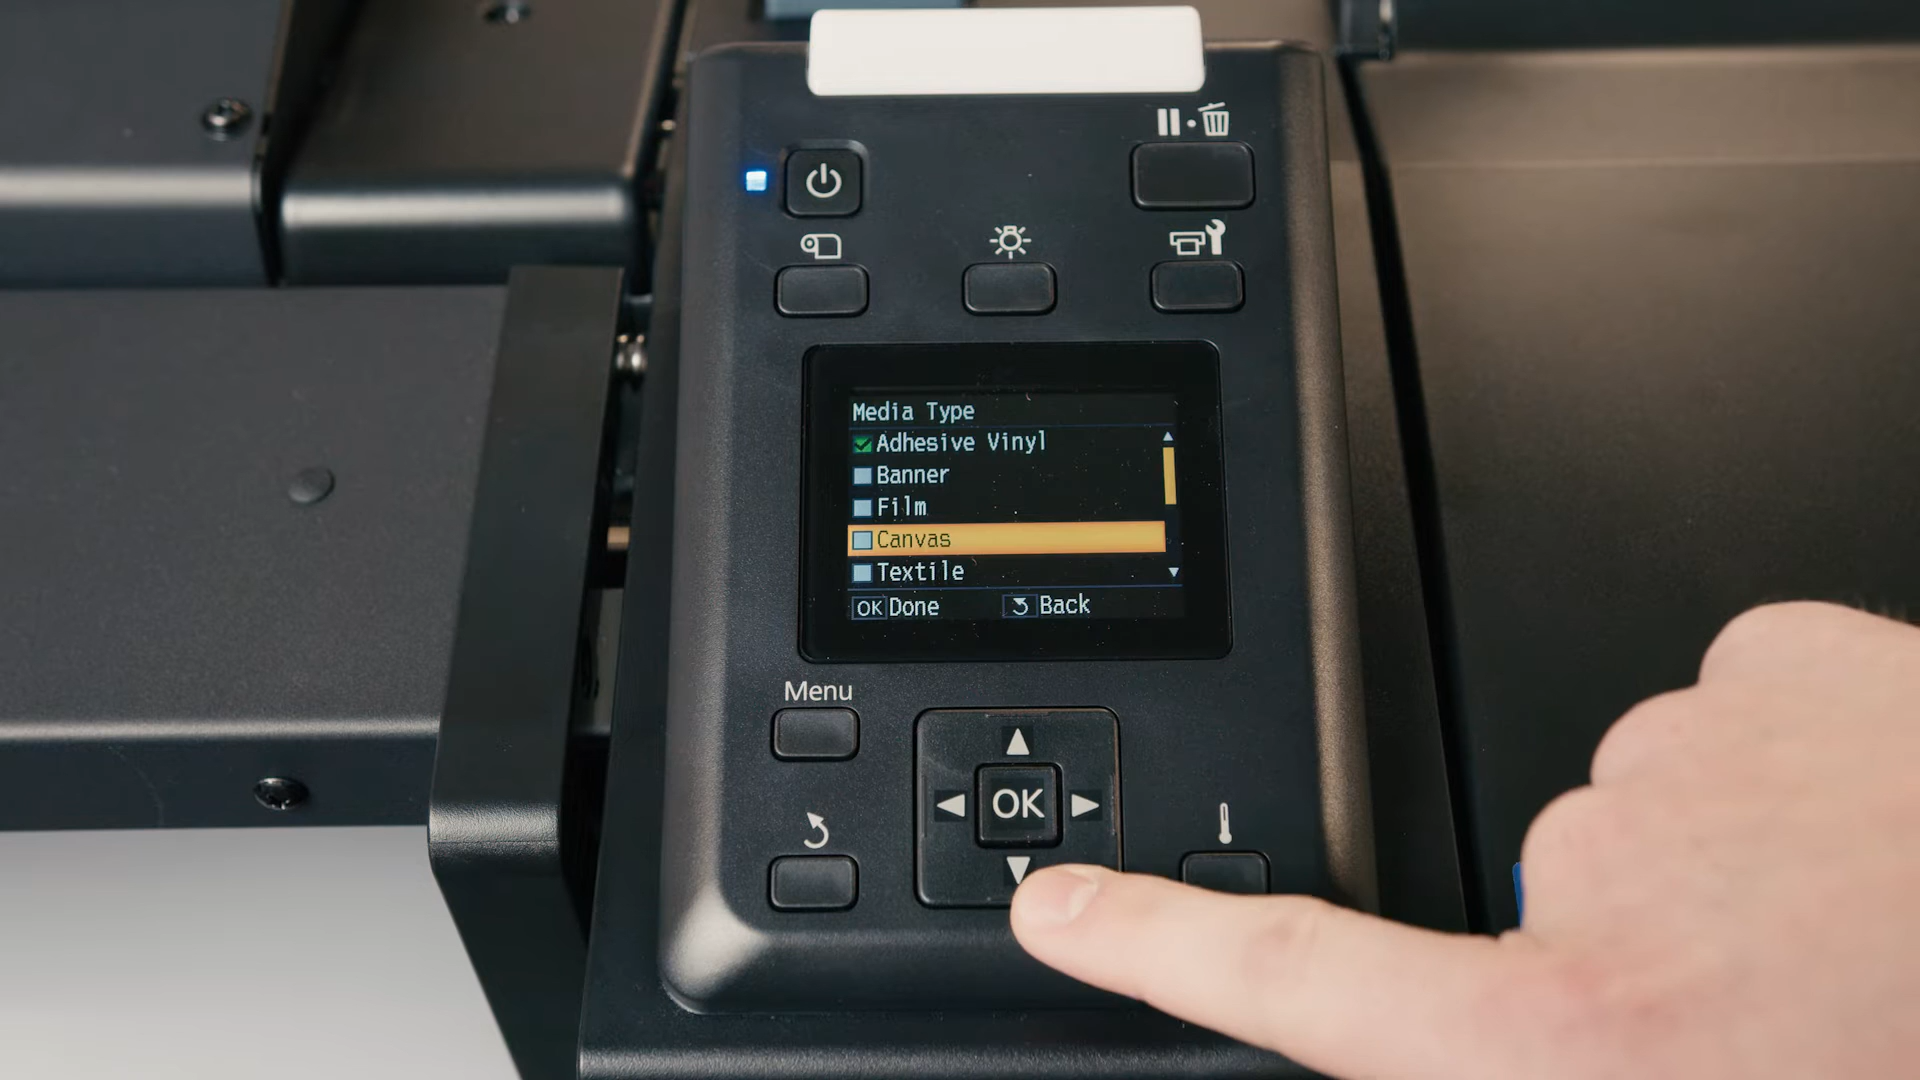 Media Type
Adhesive Vinyl
Banner
Film
Canvas
Textile
OK Done Back
Menu
OK